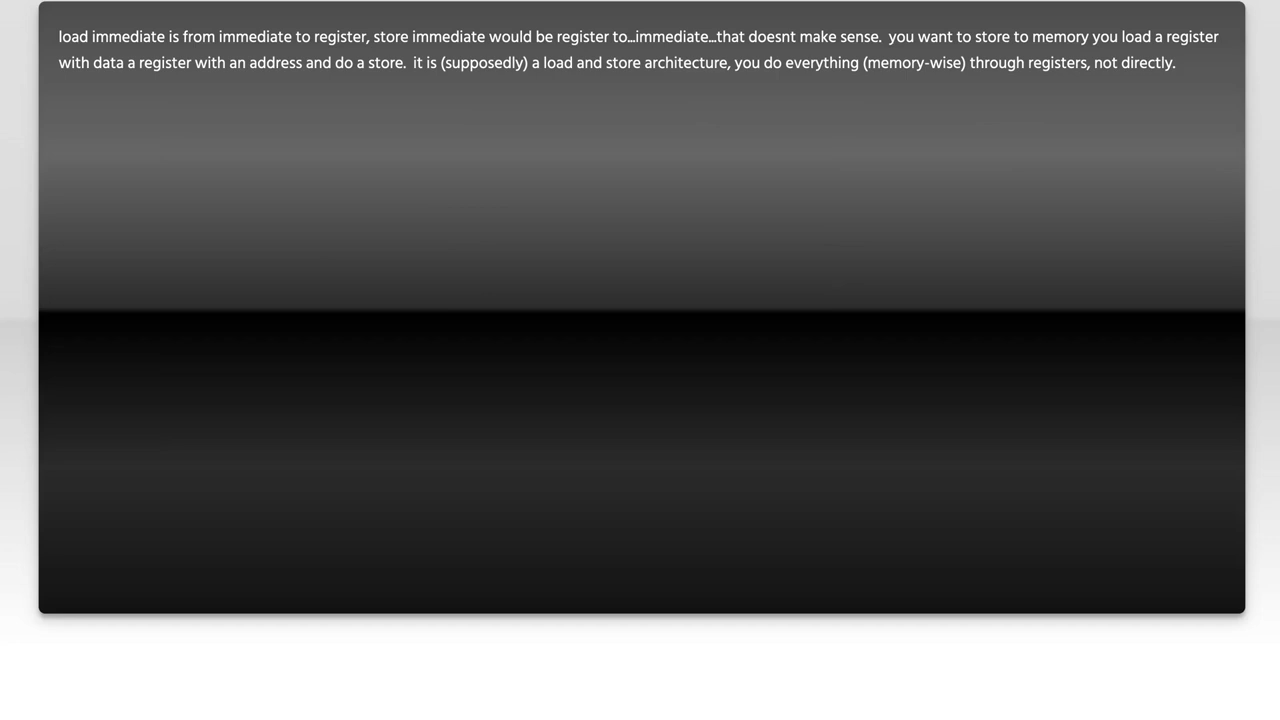 load immediate is from immediate to register, store immediate would be register to...immediate...that doesnt make sense.  you want to store to memory you load a register
with data a register with an address and do a store.  it is (supposedly) a load and store architecture, you do everything (memory-wise) through registers, not directly.